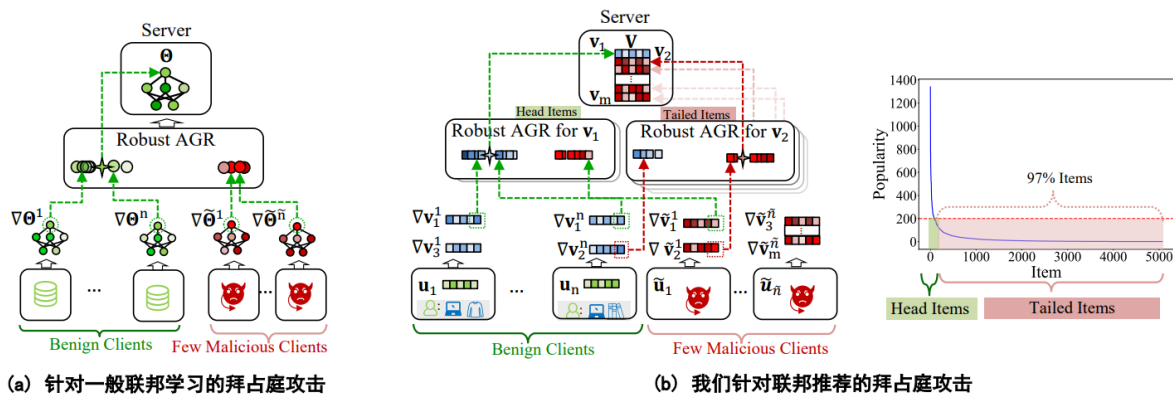 Server
Θ
Robust AGR
∇Θ¹
∇Θⁿ
∇Θ̃¹
∇Θ̃ⁿ̃
...
...
Benign Clients
Few Malicious Clients
(a) 针对一般联邦学习的拜占庭攻击
Server
v₁
V
v₂
vₘ
Head Items
Tailed Items
Robust AGR for v₁
Robust AGR for v₂
∇v₁¹
∇v₁ⁿ
∇ṽ₁¹
∇ṽ₃ⁿ̃
∇v₃¹
∇v₂ⁿ
∇ ṽ₂¹
∇ṽₘⁿ̃
u₁
...
uₙ
ũ₁
...
ũₙ̃
Benign Clients
Few Malicious Clients
1400
1200
1000
800
600
400
200
0
Popularity
97% Items
0
1000
2000
3000
4000
5000
Item
Head Items
Tailed Items
(b) 我们针对联邦推荐的拜占庭攻击